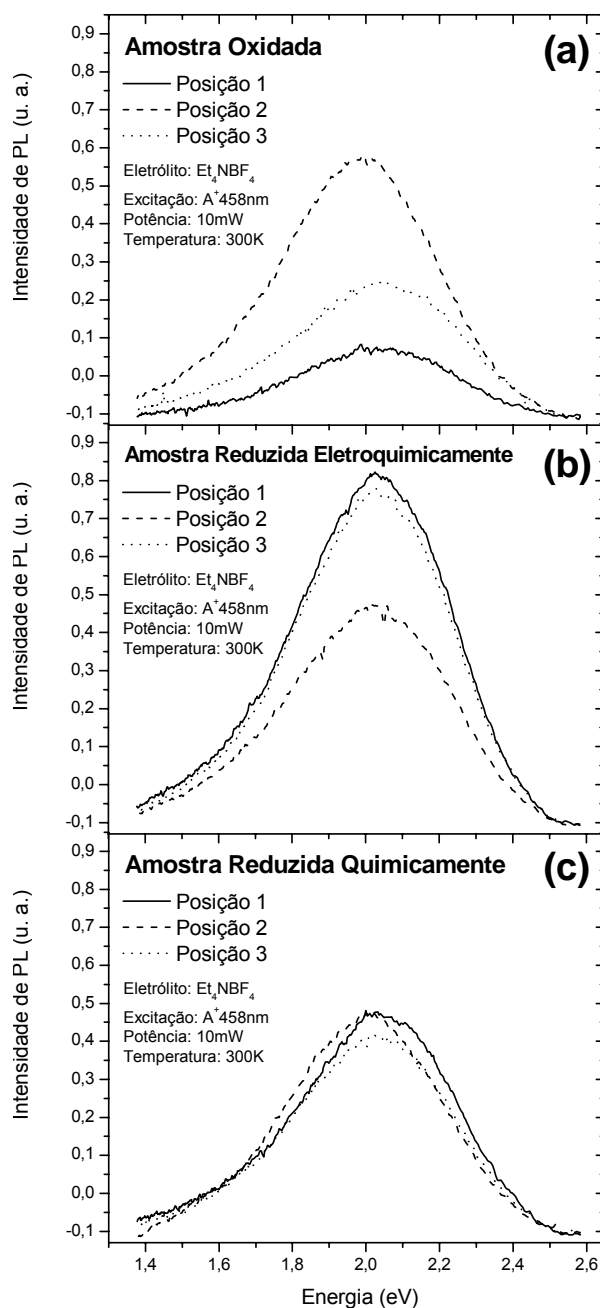 0,9
0,8
0,7
0,6
0,5
0,4
0,3
0,2
0,1
0,0
-0,1
Intensidade de PL (u. a.)
Amostra Oxidada
(a)
Posição 1
Posição 2
Posição 3
Eletrólito: Et₄NBF₄
Excitação: A⁺458nm
Potência: 10mW
Temperatura: 300K
0,9
0,8
0,7
0,6
0,5
0,4
0,3
0,2
0,1
0,0
-0,1
Intensidade de PL (u. a.)
Amostra Reduzida Eletroquimicamente
(b)
Posição 1
Posição 2
Posição 3
Eletrólito: Et₄NBF₄
Excitação: A⁺458nm
Potência: 10mW
Temperatura: 300K
0,9
0,8
0,7
0,6
0,5
0,4
0,3
0,2
0,1
0,0
-0,1
Intensidade de PL (u. a.)
Amostra Reduzida Quimicamente
(c)
Posição 1
Posição 2
Posição 3
Eletrólito: Et₄NBF₄
Excitação: A⁺458nm
Potência: 10mW
Temperatura: 300K
1,4 1,6 1,8 2,0 2,2 2,4 2,6
Energia (eV)